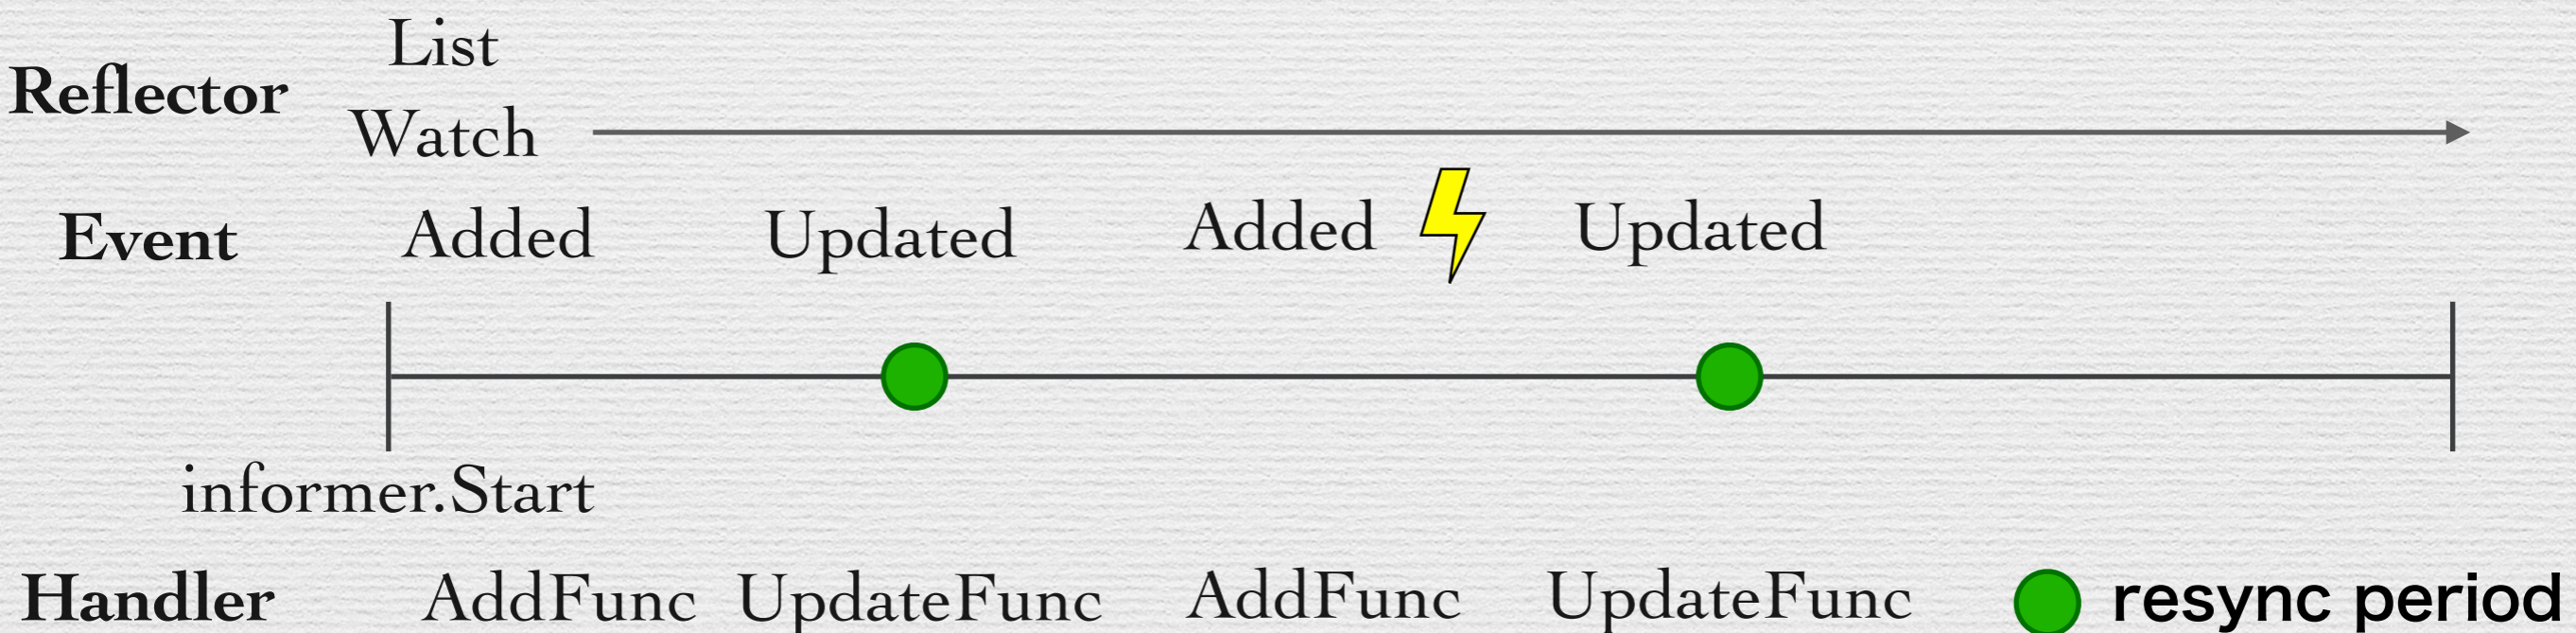 List
Reflector
Watch
Event Added Updated Added Updated
informer.Start
Handler AddFunc UpdateFunc AddFunc UpdateFunc resync period